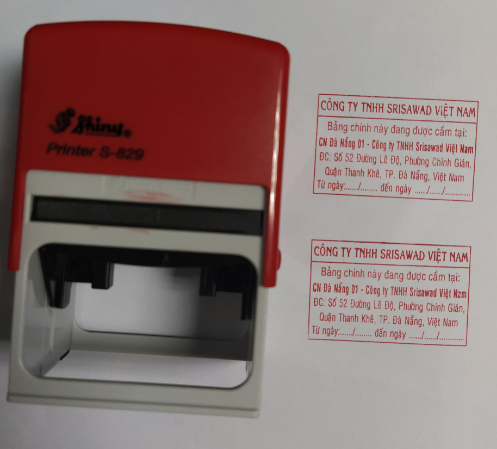 Shiny®
Printer S-829
CÔNG TY TNHH SRISAWAD VIỆT NAM
Bảng chính này đang được cầm tại:
CN Đà Nẵng 01 - Công ty TNHH Srisawad Việt Nam
ĐC: Số 52 Đường Lê Độ, Phường Chính Gián,
Quận Thanh Khê, TP. Đà Nẵng, Việt Nam
Từ ngày:...../........ đến ngày ....../....../............
CÔNG TY TNHH SRISAWAD VIỆT NAM
Bảng chính này đang được cầm tại:
CN Đà Nẵng 01 - Công ty TNHH Srisawad Việt Nam
ĐC: Số 52 Đường Lê Độ, Phường Chính Gián,
Quận Thanh Khê, TP. Đà Nẵng, Việt Nam
Từ ngày:...../........ đến ngày ....../....../............